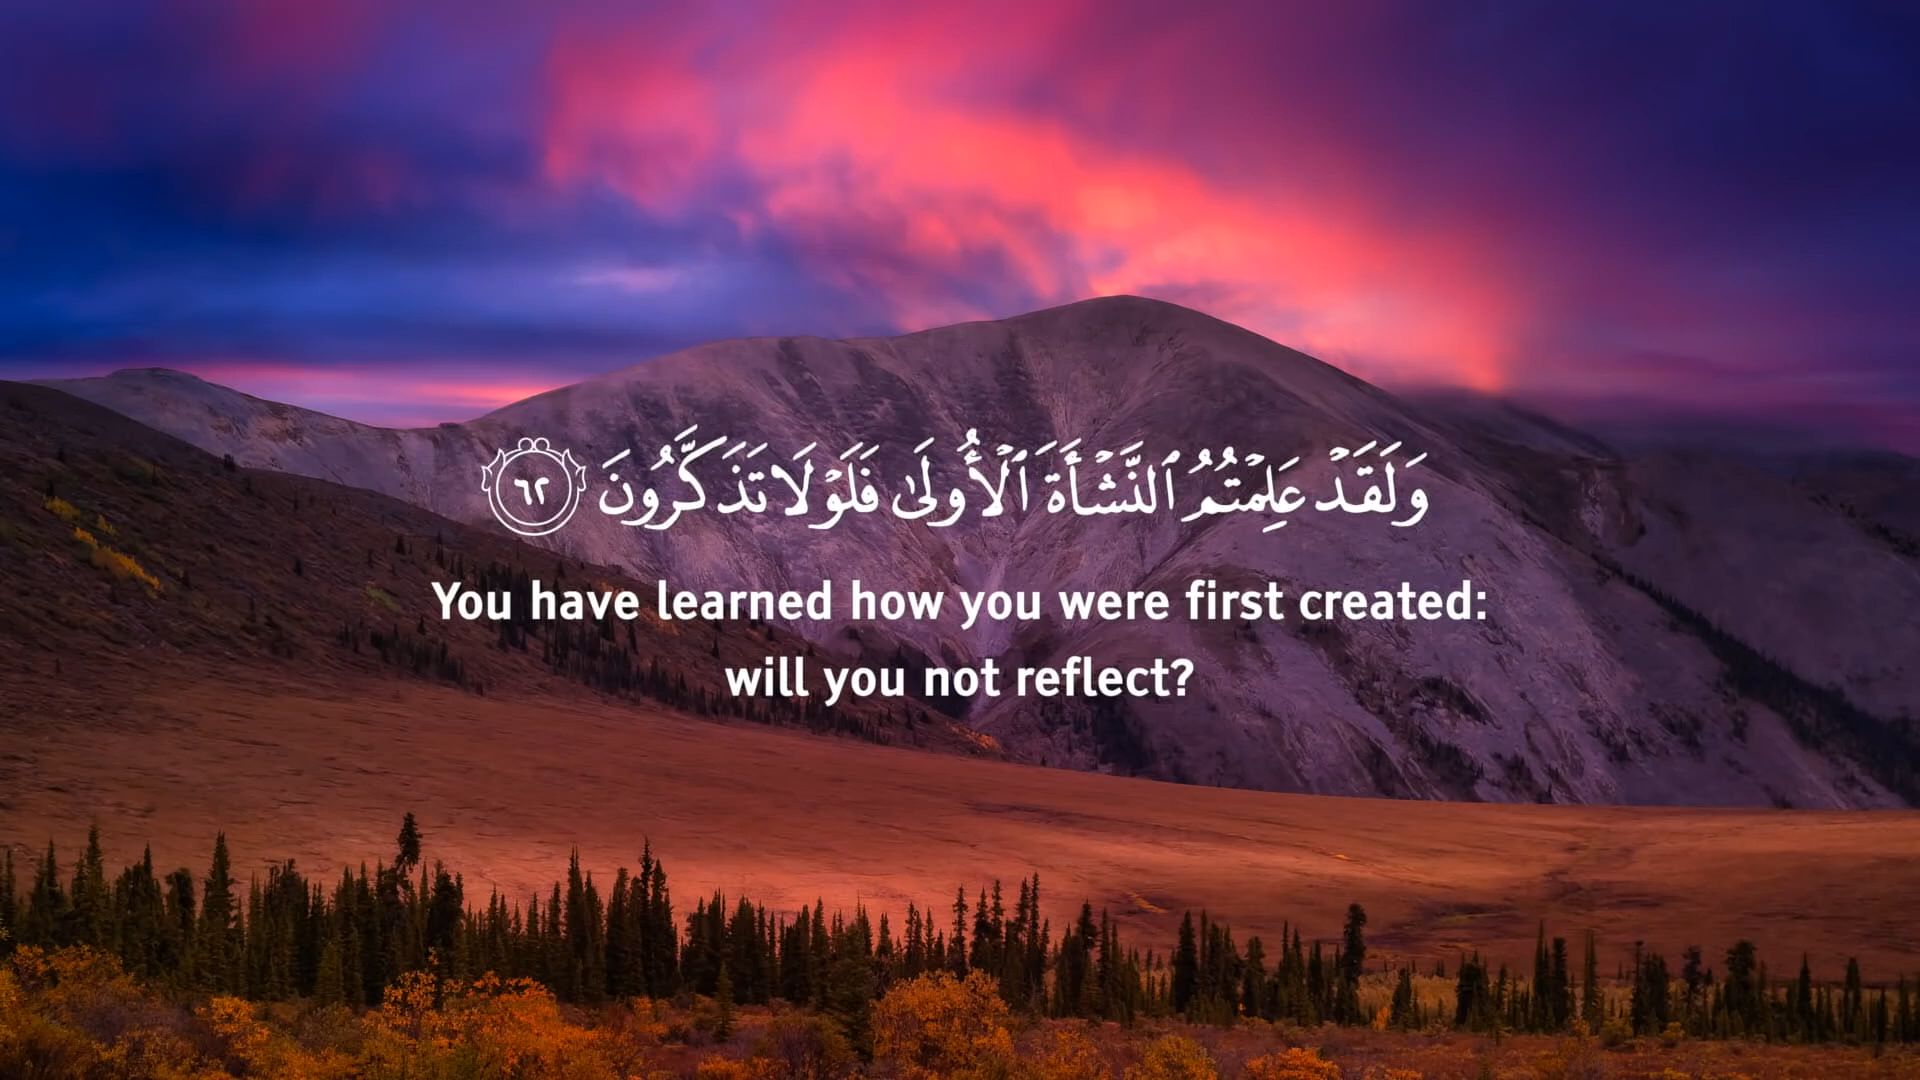 وَلَقَدْ عَلِمْتُمُ ٱلنَّشْأَةَ ٱلْأُولَىٰ فَلَوْلَا تَذَكَّرُونَ ٦٢
You have learned how you were first created:
will you not reflect?